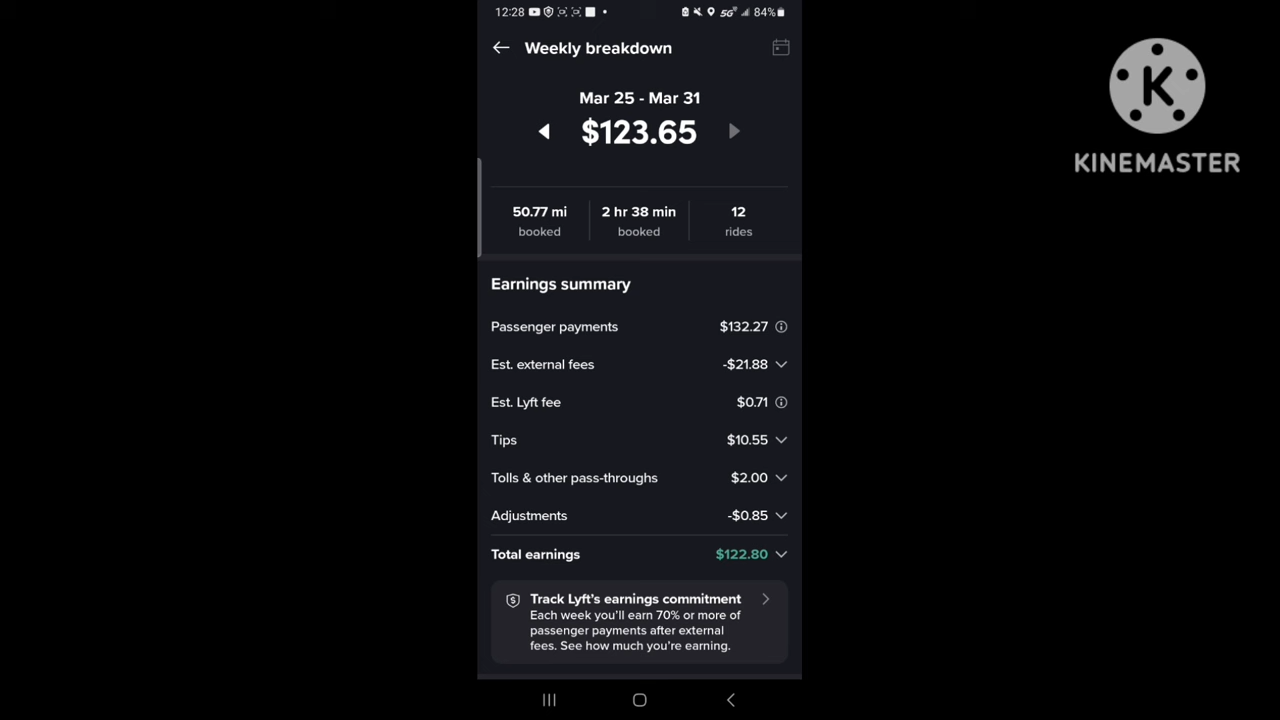 12:28
5G
84%
Weekly breakdown
Mar 25 - Mar 31
$123.65
50.77 mi
booked
2 hr 38 min
booked
12
rides
Earnings summary
Passenger payments $132.27
Est. external fees -$21.88
Est. Lyft fee $0.71
Tips $10.55
Tolls & other pass-throughs $2.00
Adjustments -$0.85
Total earnings $122.80
Track Lyft's earnings commitment
Each week you'll earn 70% or more of
passenger payments after external
fees. See how much you're earning.
K
KINEMASTER